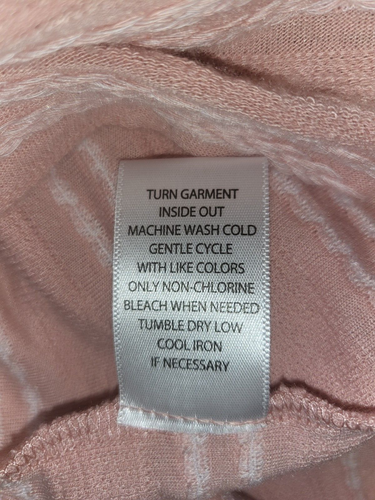 TURN GARMENT
INSIDE OUT
MACHINE WASH COLD
GENTLE CYCLE
WITH LIKE COLORS
ONLY NON-CHLORINE
BLEACH WHEN NEEDED
TUMBLE DRY LOW
COOL IRON
IF NECESSARY